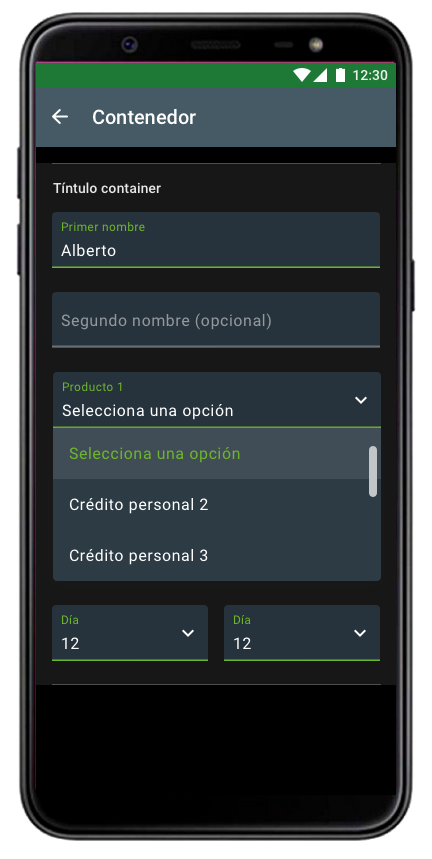 12:30
Contenedor
Tíntulo container
Primer nombre
Alberto
Segundo nombre (opcional)
Producto 1
Selecciona una opción
Selecciona una opción
Crédito personal 2
Crédito personal 3
Día Día
12 12